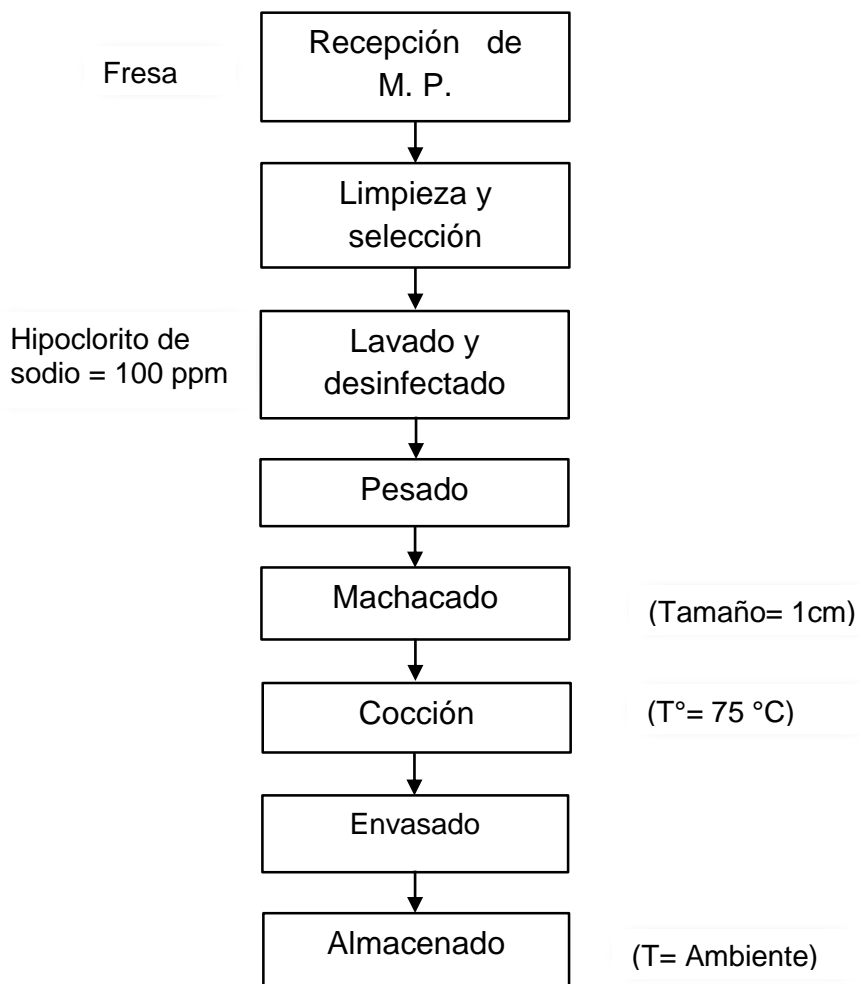 Fresa
Recepción de
M. P.
Limpieza y
selección
Hipoclorito de
sodio = 100 ppm
Lavado y
desinfectado
Pesado
Machacado
(Tamaño= 1cm)
Cocción
(T°= 75 °C)
Envasado
Almacenado
(T= Ambiente)